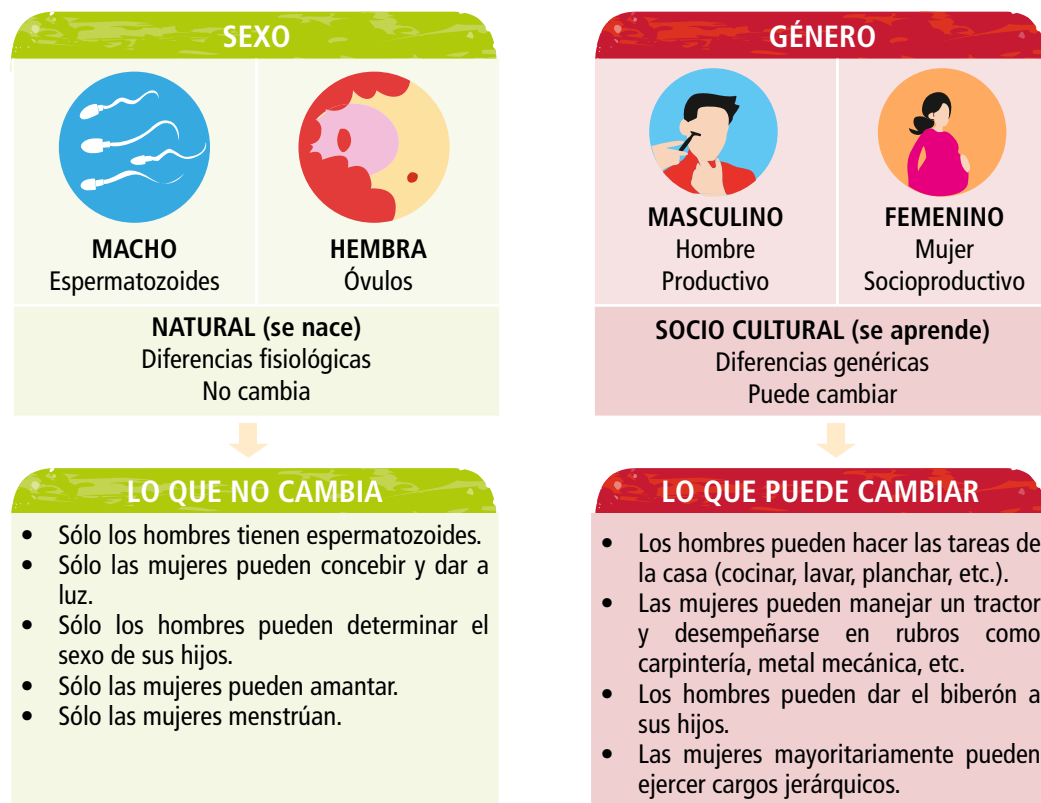 SEXO
MACHO
Espermatozoides
HEMBRA
Óvulos
NATURAL (se nace)
Diferencias fisiológicas
No cambia
LO QUE NO CAMBIA
• Sólo los hombres tienen espermatozoides.
• Sólo las mujeres pueden concebir y dar a
luz.
• Sólo los hombres pueden determinar el
sexo de sus hijos.
• Sólo las mujeres pueden amantar.
• Sólo las mujeres menstrúan.
GÉNERO
MASCULINO
Hombre
Productivo
FEMENINO
Mujer
Socioproductivo
SOCIO CULTURAL (se aprende)
Diferencias genéricas
Puede cambiar
LO QUE PUEDE CAMBIAR
• Los hombres pueden hacer las tareas de
la casa (cocinar, lavar, planchar, etc.).
• Las mujeres pueden manejar un tractor
y desempeñarse en rubros como
carpintería, metal mecánica, etc.
• Los hombres pueden dar el biberón a
sus hijos.
• Las mujeres mayoritariamente pueden
ejercer cargos jerárquicos.